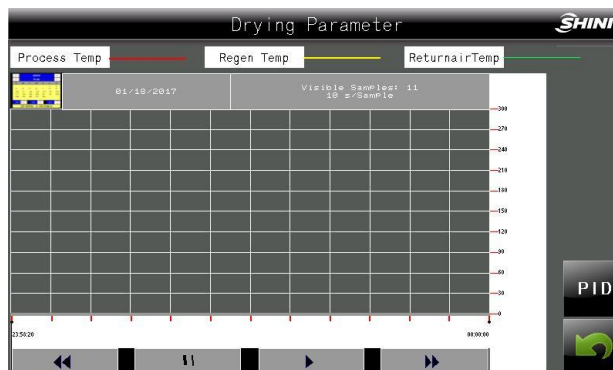 Drying Parameter
SHINI
Process Temp
Regen Temp
ReturnairTemp
01/18/2017
Visible Samples: 11
10 s/Sample
300
270
240
210
180
150
120
90
60
30
0
23:58:20
00:00:00
PID